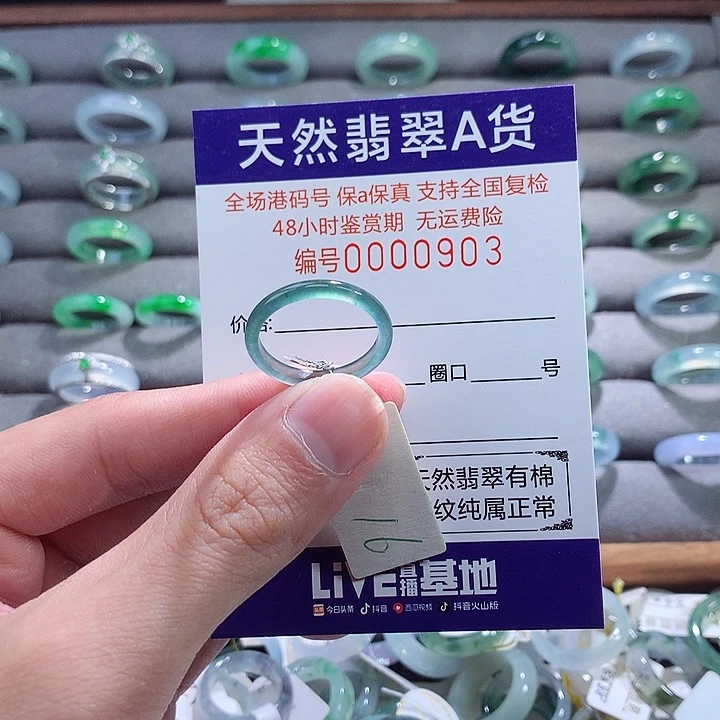 天然翡翠A货
全场港码号 保a保真 支持全国复检
48小时鉴赏期 无运费险
编号0000903
圈口 号
天然翡翠有棉
纹纯属正常
16
LiVE直播基地
头条 今日头条 抖音 西瓜视频 抖音火山版